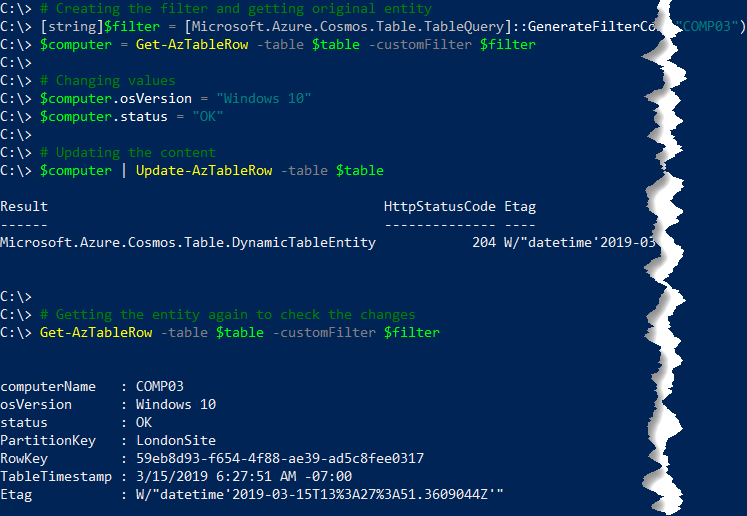 C:\> # Creating the filter and getting original entity
C:\> [string]$filter = [Microsoft.Azure.Cosmos.Table.TableQuery]::GenerateFilterCo "COMP03")
C:\> $computer = Get-AzTableRow -table $table -customFilter $filter
C:\>
C:\> # Changing values
C:\> $computer.osVersion = "Windows 10"
C:\> $computer.status = "OK"
C:\>
C:\> # Updating the content
C:\> $computer | Update-AzTableRow -table $table
Result HttpStatusCode Etag
------ -------------- ----
Microsoft.Azure.Cosmos.Table.DynamicTableEntity 204 W/"datetime'2019-03
C:\>
C:\> # Getting the entity again to check the changes
C:\> Get-AzTableRow -table $table -customFilter $filter
computerName : COMP03
osVersion : Windows 10
status : OK
PartitionKey : LondonSite
RowKey : 59eb8d93-f654-4f88-ae39-ad5c8fee0317
TableTimestamp : 3/15/2019 6:27:51 AM -07:00
Etag : W/"datetime'2019-03-15T13%3A27%3A51.3609044Z'"